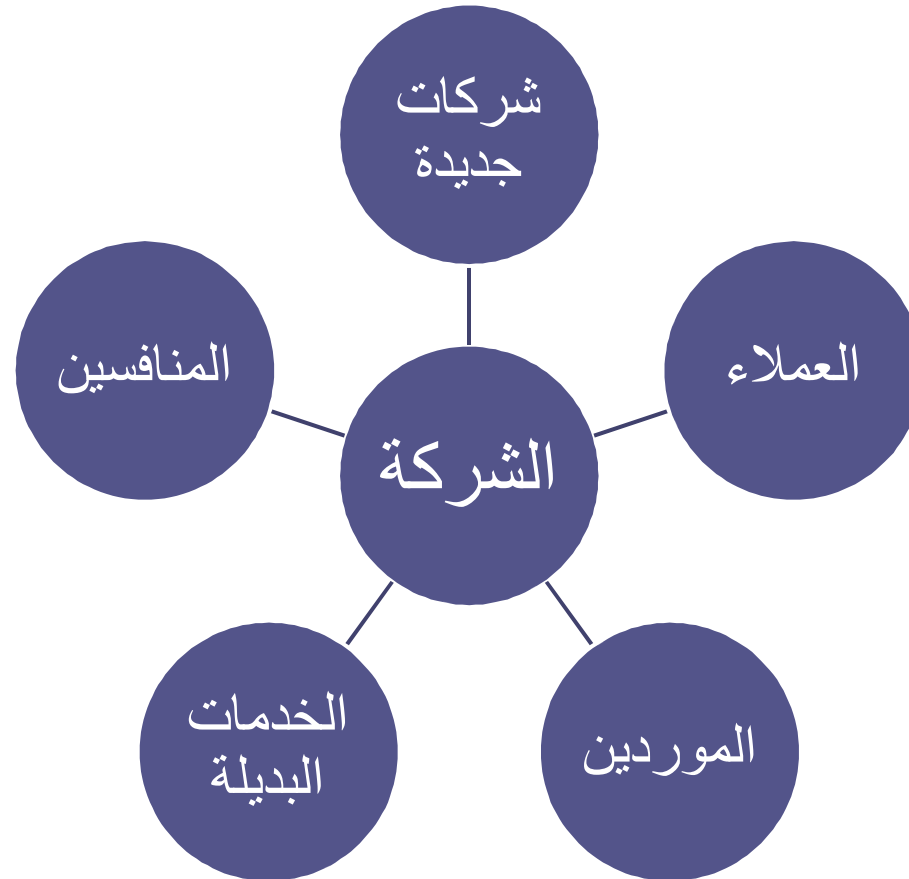 شركات
جديدة
العملاء
المنافسين
الشركة
الموردين
الخدمات
البديلة